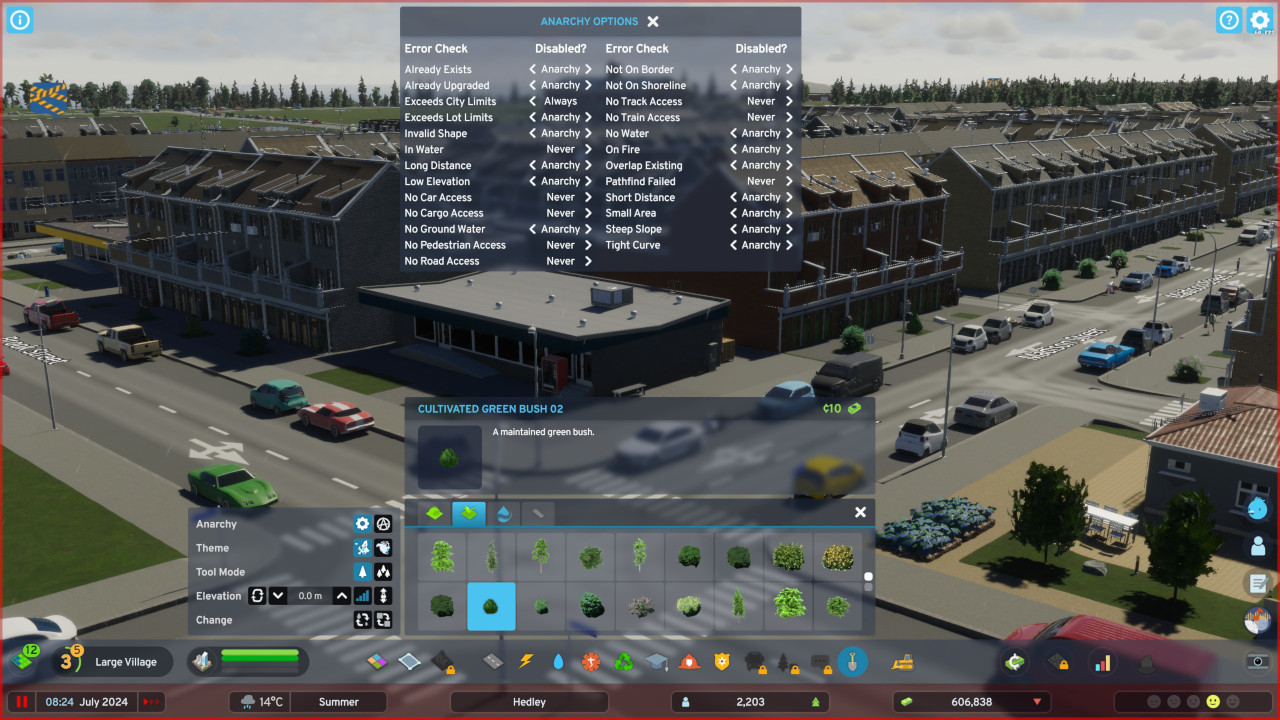 ANARCHY OPTIONS
Error Check Disabled? Error Check Disabled?
Already Exists Anarchy Not On Border Anarchy
Already Upgraded Anarchy Not On Shoreline Anarchy
Exceeds City Limits Always No Track Access Never
Exceeds Lot Limits Anarchy No Train Access Never
Invalid Shape Anarchy No Water Anarchy
In Water Never On Fire Anarchy
Long Distance Anarchy Overlap Existing Anarchy
Low Elevation Anarchy Pathfind Failed Never
No Car Access Never Short Distance Anarchy
No Cargo Access Never Small Area Anarchy
No Ground Water Anarchy Steep Slope Anarchy
No Pedestrian Access Never Tight Curve Anarchy
No Road Access Never
Madison Street
CULTIVATED GREEN BUSH 02 ¢10
A maintained green bush.
Anarchy
Theme
Tool Mode
Elevation 0.0 m
Change
12 3 5 Large Village
08:24 July 2024 14°C Summer Hedley 2,203 606,838